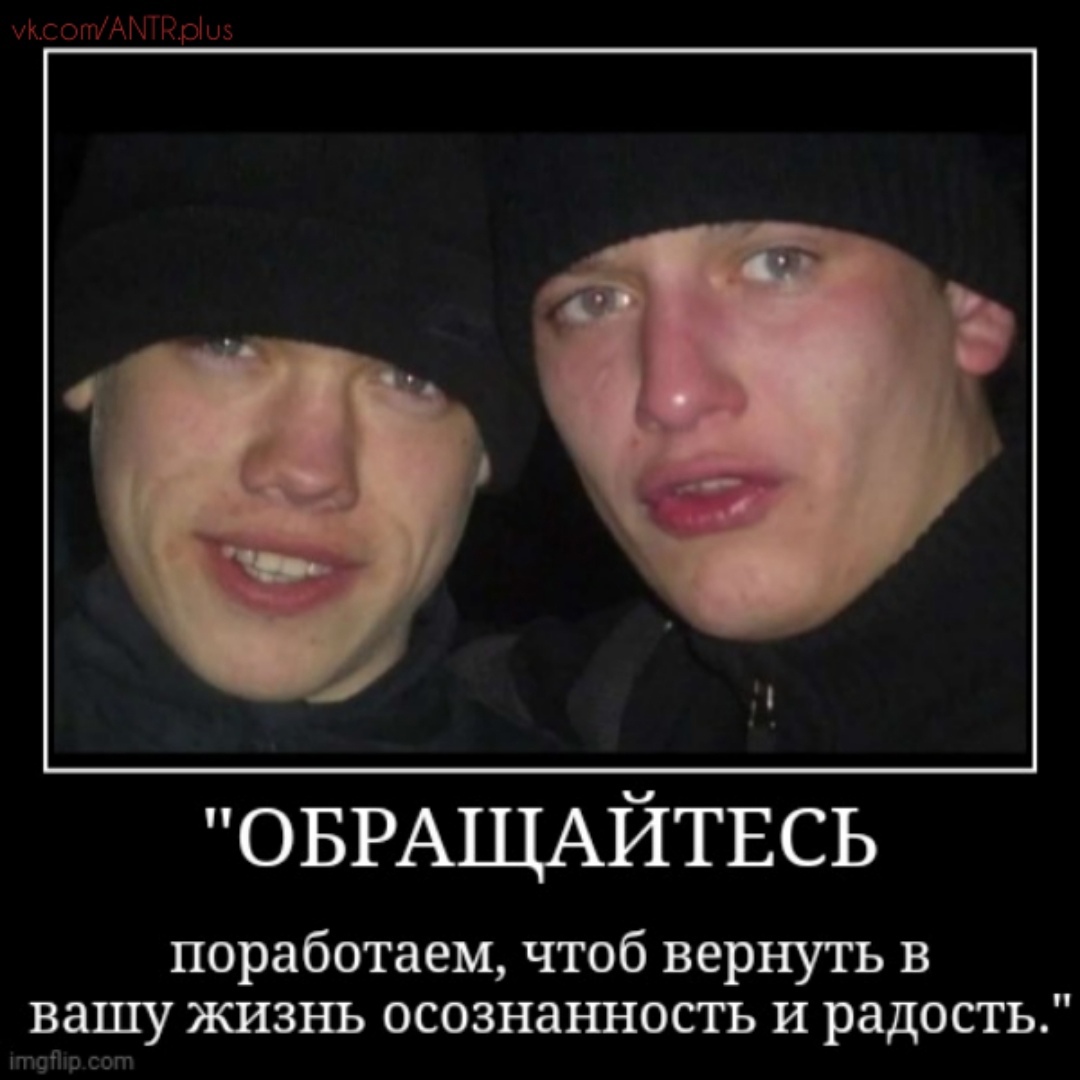 vk.com/ANTR.plus
"ОБРАЩАЙТЕСЬ
поработаем, чтоб вернуть в
вашу жизнь осознанность и радость."
imgflip.com